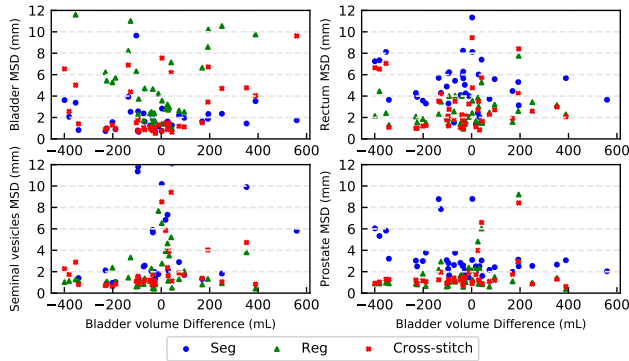 Bladder MSD (mm)
12
10
8
6
4
2
0
−400 −200 0 200 400 600
Bladder Volume Difference (mL)
Rectum MSD (mm)
12
10
8
6
4
2
0
−400 −200 0 200 400 600
Seminal vesicles MSD (mm)
12
10
8
6
4
2
0
−400 −200 0 200 400 600
Bladder volume Difference (mL)
Prostate MSD (mm)
12
10
8
6
4
2
0
−400 −200 0 200 400 600
Bladder volume Difference (mL)
Seg Reg Cross-stitch